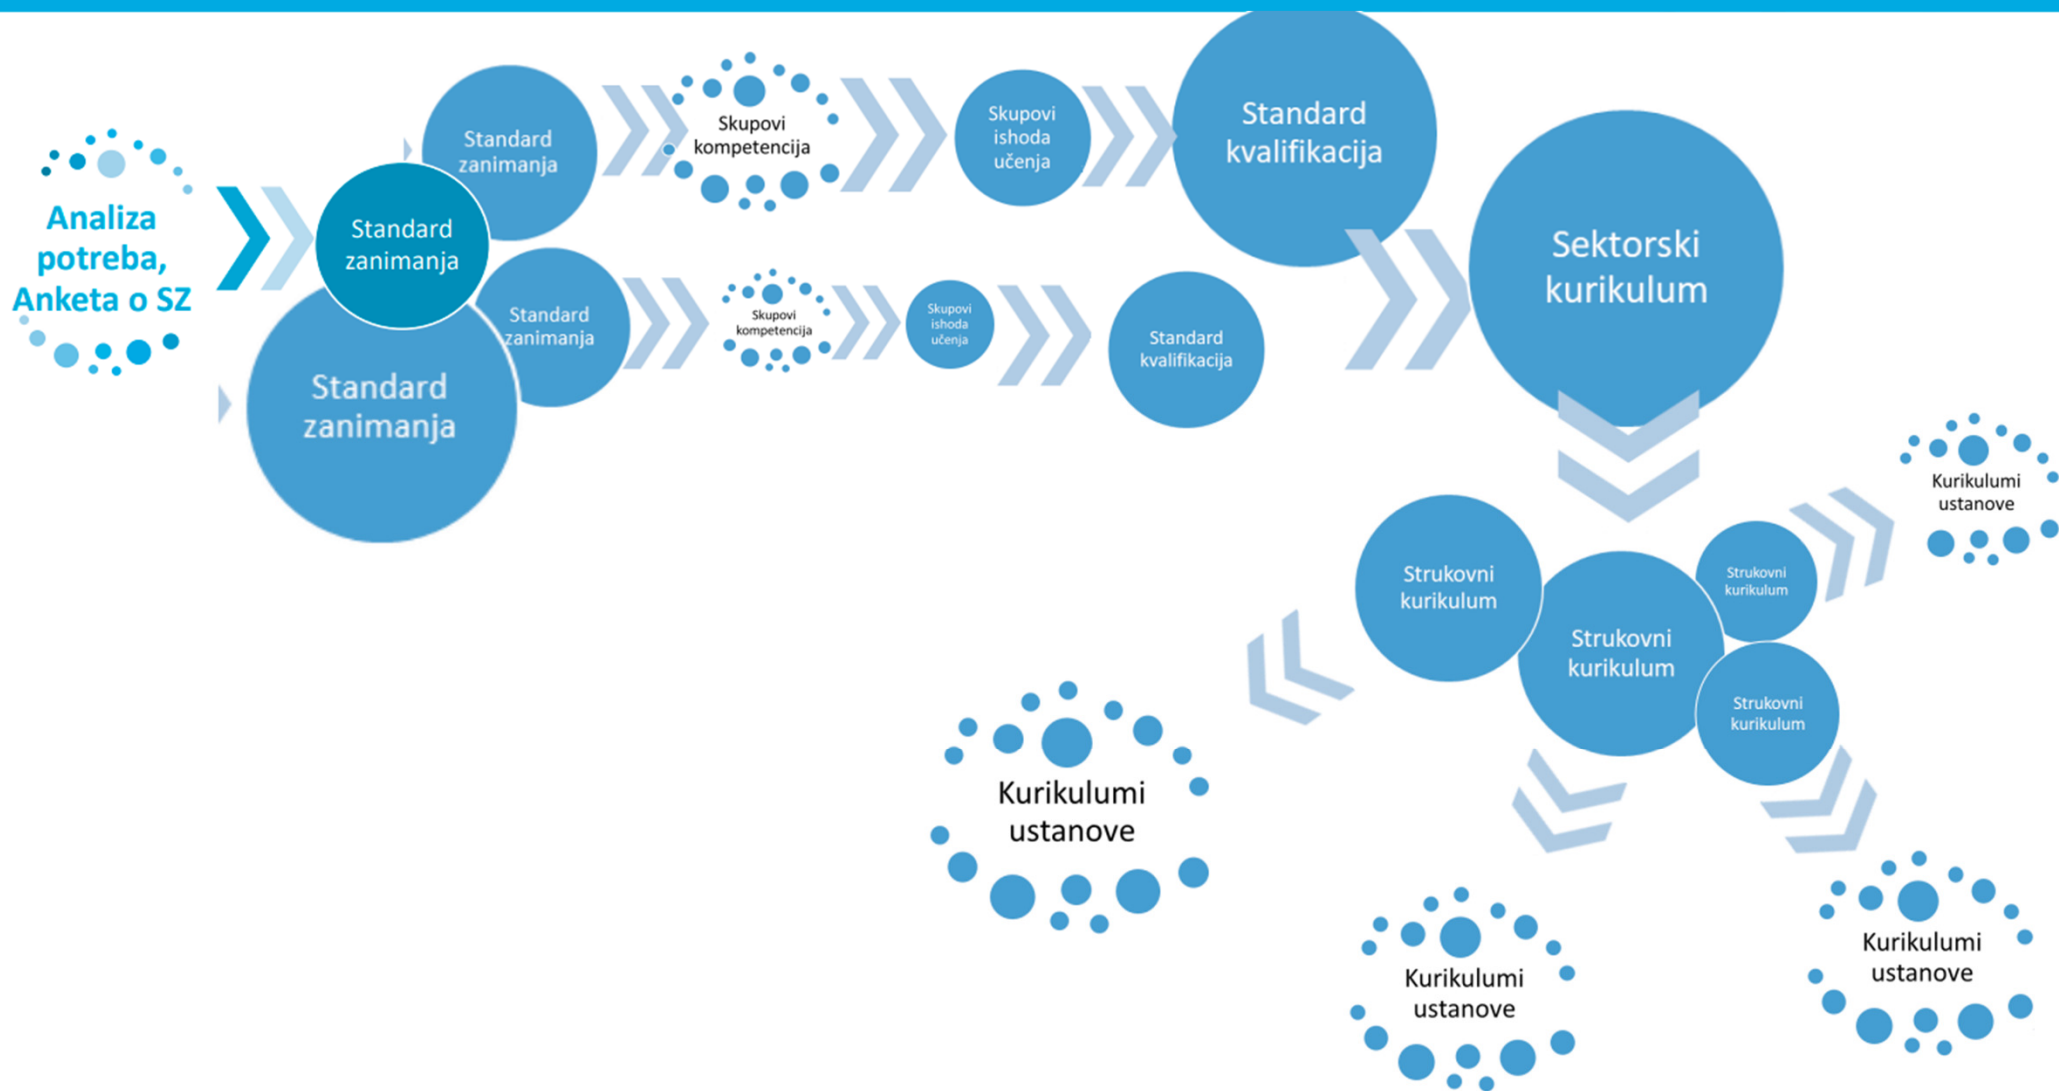 Analiza
potreba,
Anketa o SZ
Standard
zanimanja
Standard
zanimanja
Standard
zanimanja
Standard
zanimanja
Skupovi
kompetencija
Skupovi
ishoda
učenja
Standard
kvalifikacija
Skupovi
kompetencija
Skupovi
ishoda
učenja
Standard
kvalifikacija
Sektorski
kurikulum
Strukovni
kurikulum
Strukovni
kurikulum
Strukovni
kurikulum
Strukovni
kurikulum
Kurikulumi
ustanove
Kurikulumi
ustanove
Kurikulumi
ustanove
Kurikulumi
ustanove